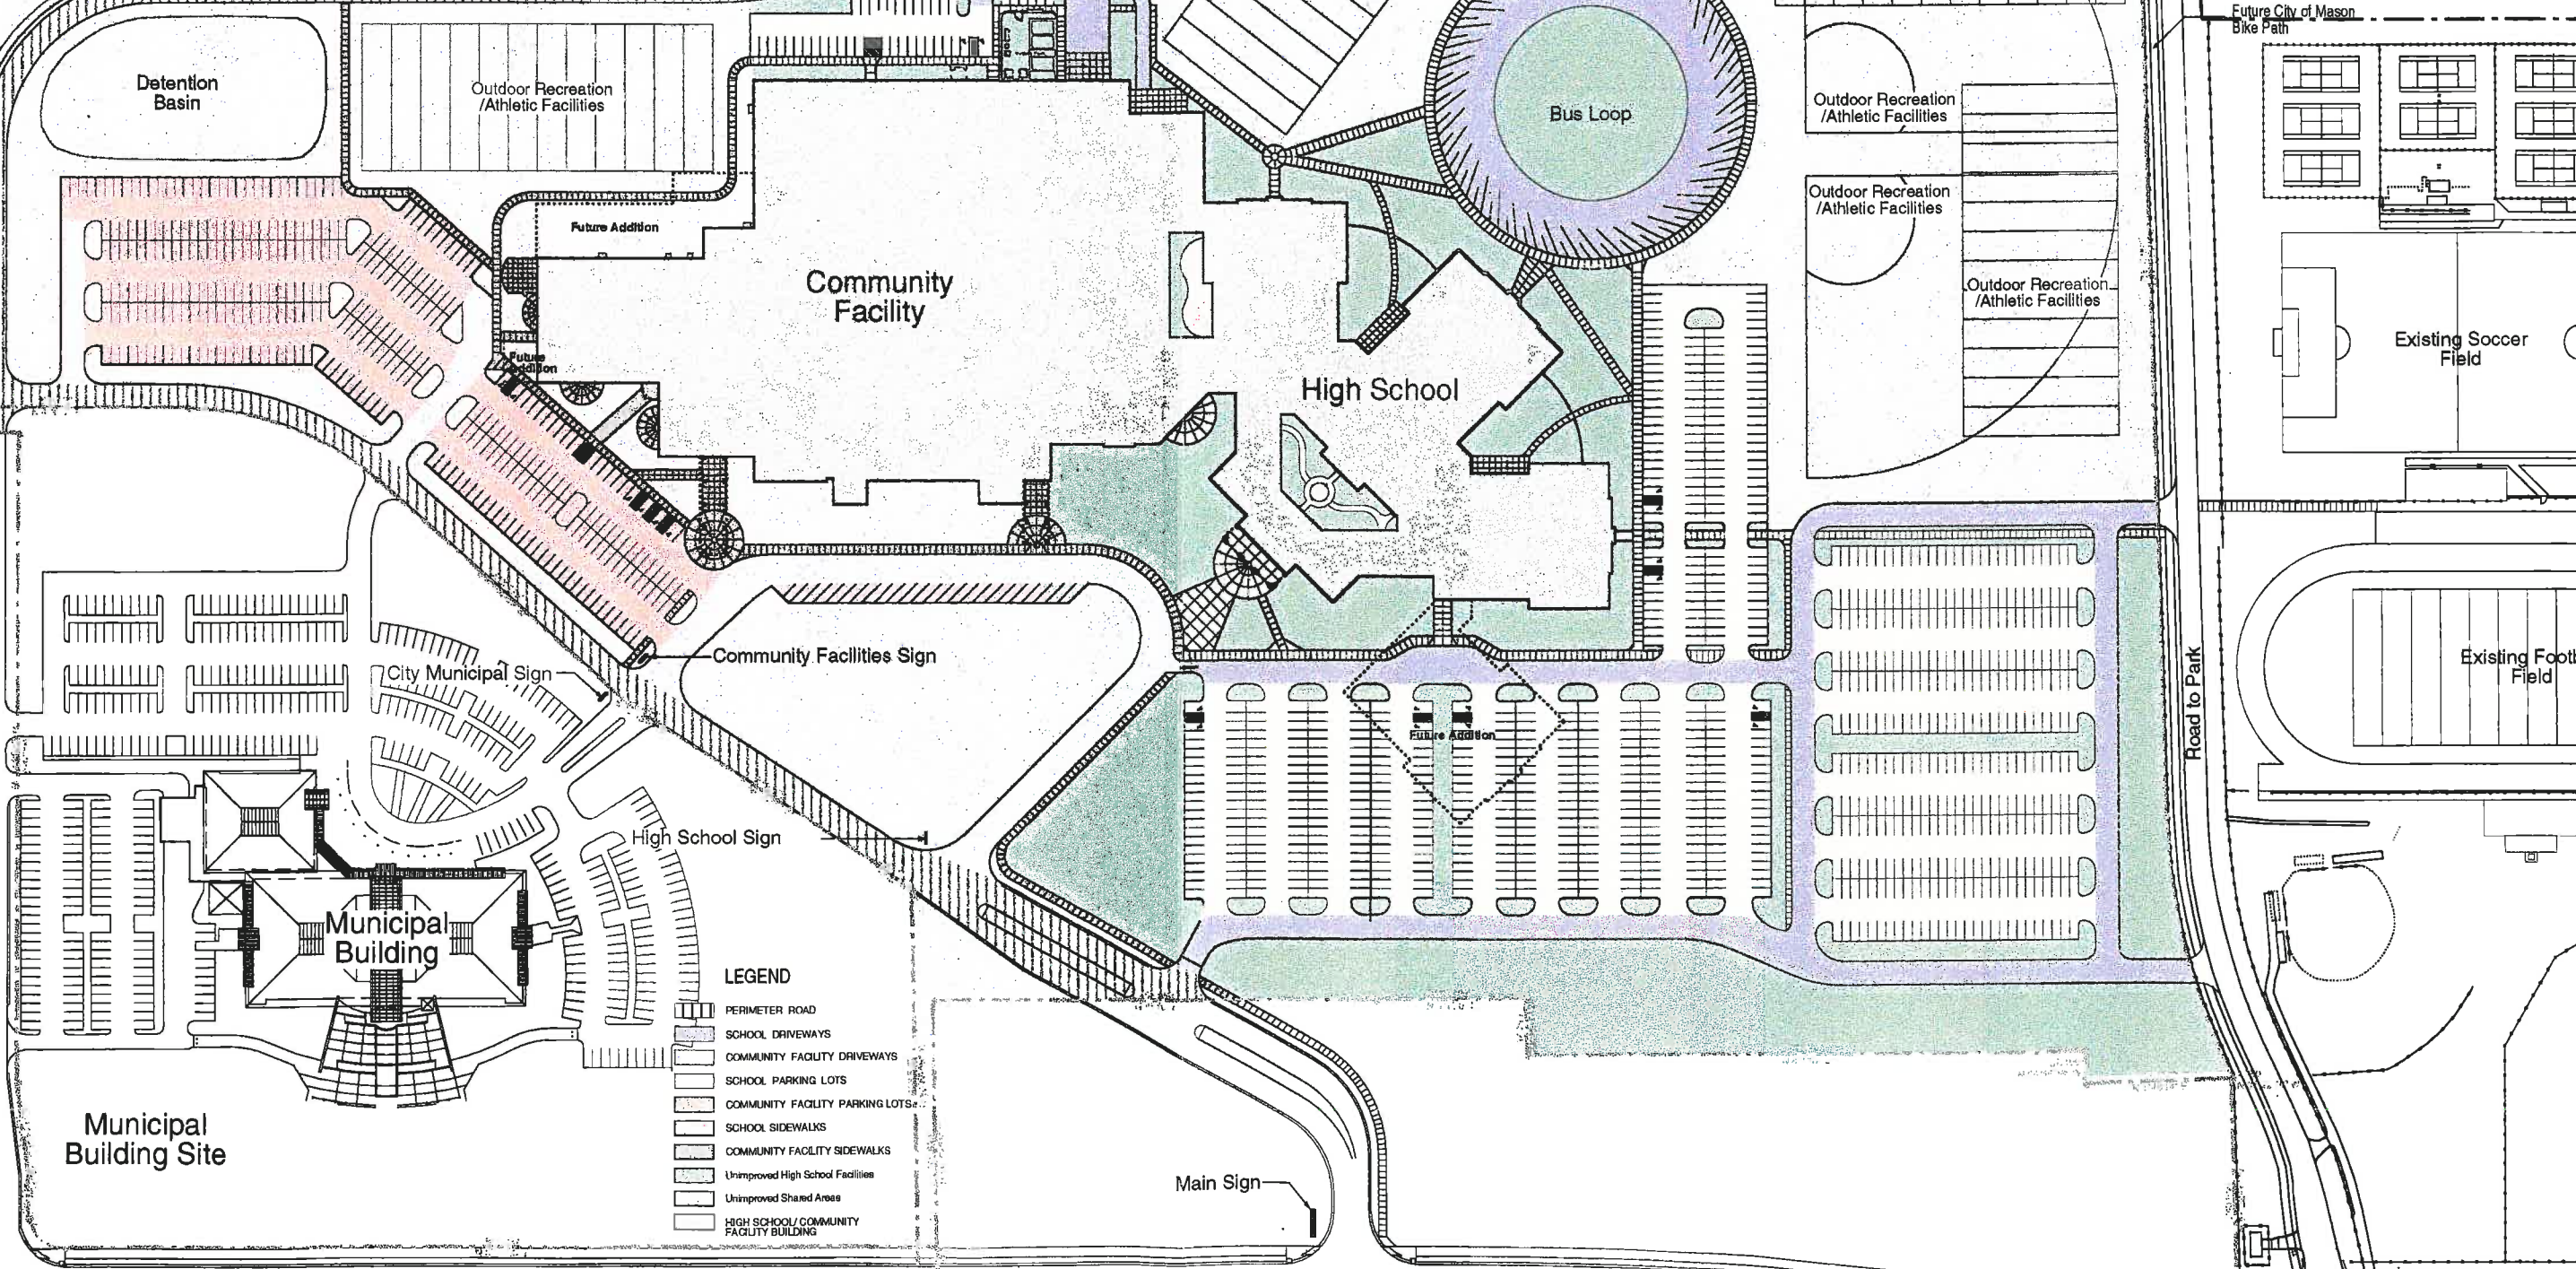 Future City of Mason
Bike Path
Detention
Basin
Outdoor Recreation
/Athletic Facilities
Bus Loop
Outdoor Recreation
/Athletic Facilities
Outdoor Recreation
/Athletic Facilities
Future Addition
Community
Facility
Outdoor Recreation
/Athletic Facilities
Existing Soccer
Field
Future
Addition
High School
Community Facilities Sign
City Municipal Sign
Existing Footb
Field
Road to Park
Future Addition
High School Sign
Municipal
Building
LEGEND
PERIMETER ROAD
SCHOOL DRIVEWAYS
COMMUNITY FACILITY DRIVEWAYS
SCHOOL PARKING LOTS
COMMUNITY FACILITY PARKING LOTS
SCHOOL SIDEWALKS
COMMUNITY FACILITY SIDEWALKS
Unimproved High School Facilities
Unimproved Shared Areas
HIGH SCHOOL/COMMUNITY
FACILITY BUILDING
Municipal
Building Site
Main Sign